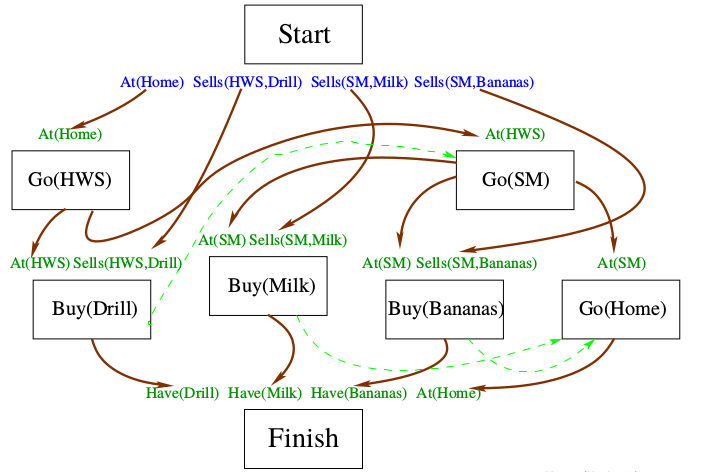 Start
At(Home) Sells(HWS,Drill) Sells(SM,Milk) Sells(SM,Bananas)
At(Home)
At(HWS)
Go(HWS)
Go(SM)
At(HWS) Sells(HWS,Drill)
At(SM) Sells(SM,Milk)
At(SM) Sells(SM,Bananas)
At(SM)
Buy(Drill)
Buy(Milk)
Buy(Bananas)
Go(Home)
Have(Drill) Have(Milk) Have(Bananas) At(Home)
Finish